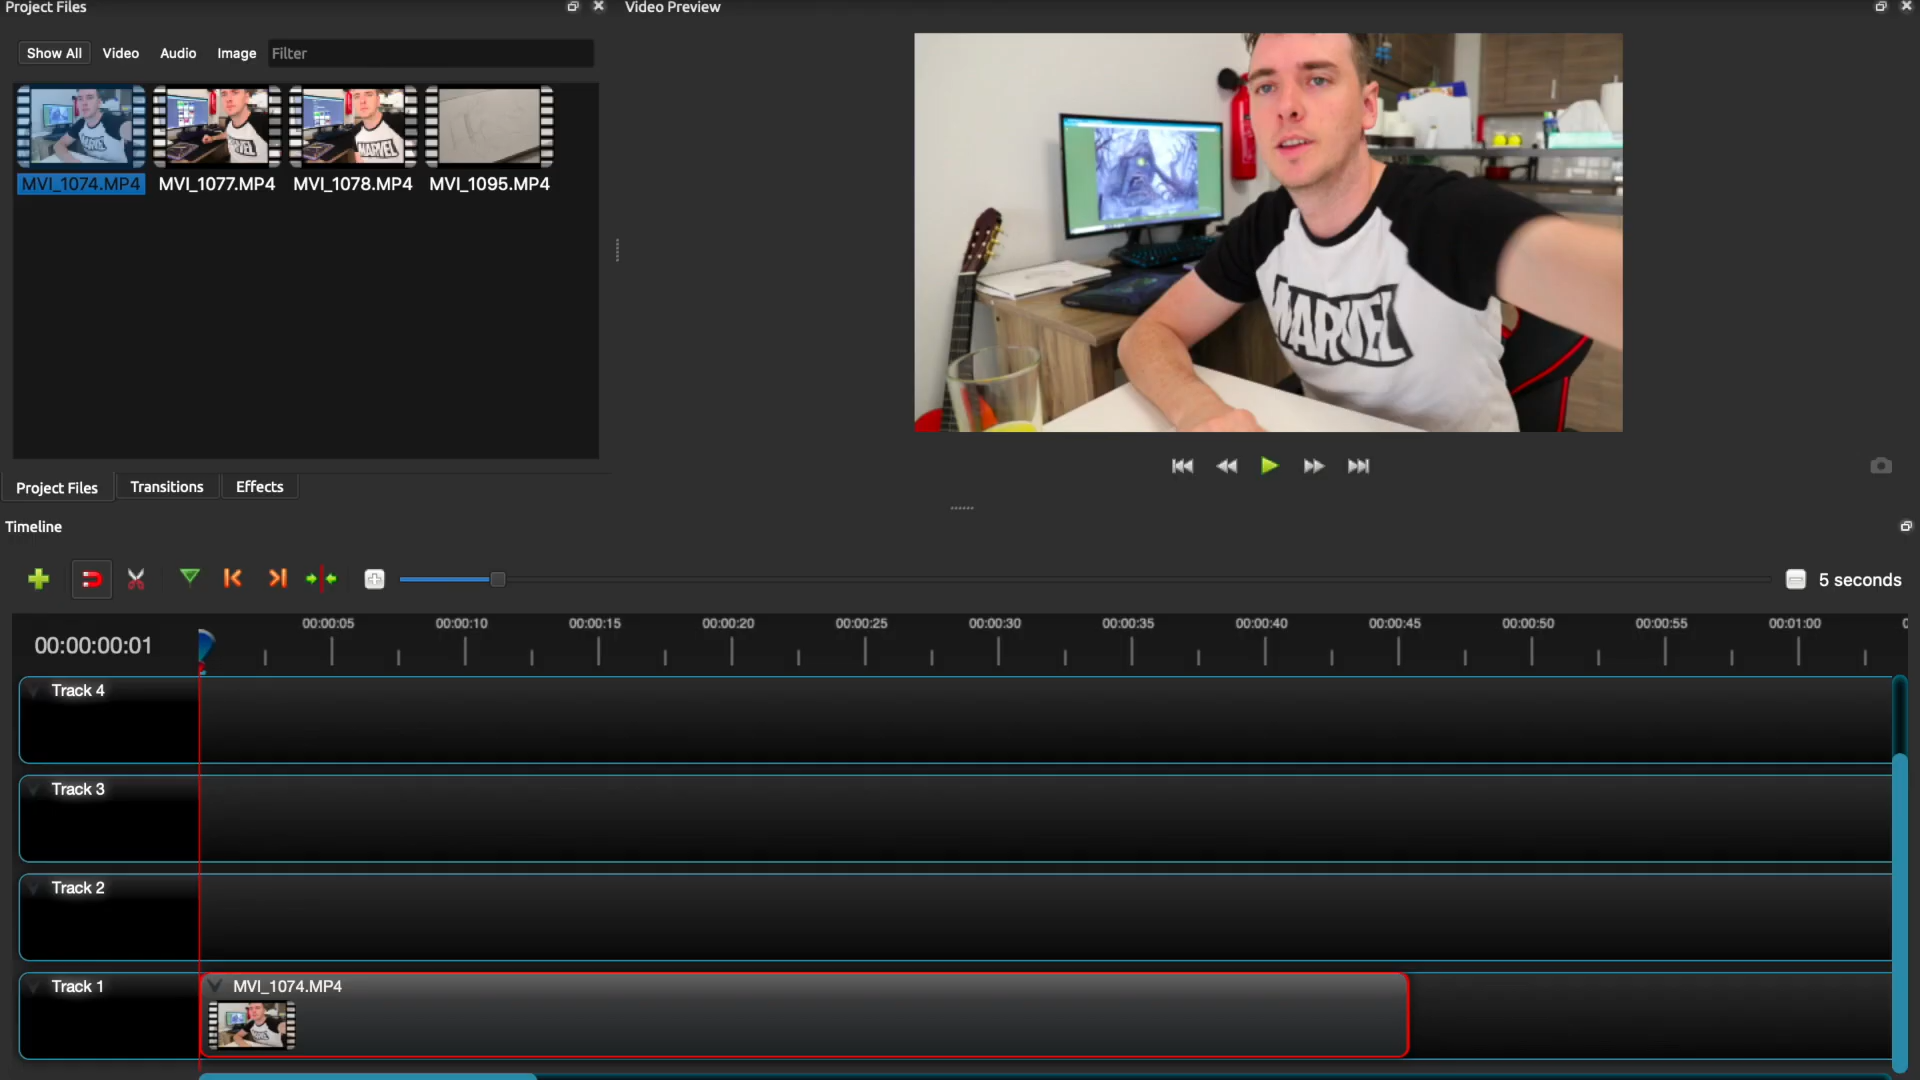 Project Files
Video Preview
Show All Video Audio Image Filter
MVI_1074.MP4 MVI_1077.MP4 MVI_1078.MP4 MVI_1095.MP4
MARVEL
Project Files Transitions Effects
Timeline
5 seconds
00:00:00:01
00:00:05 00:00:10 00:00:15 00:00:20 00:00:25 00:00:30 00:00:35 00:00:40 00:00:45 00:00:50 00:00:55 00:01:00
Track 4
Track 3
Track 2
Track 1
MVI_1074.MP4